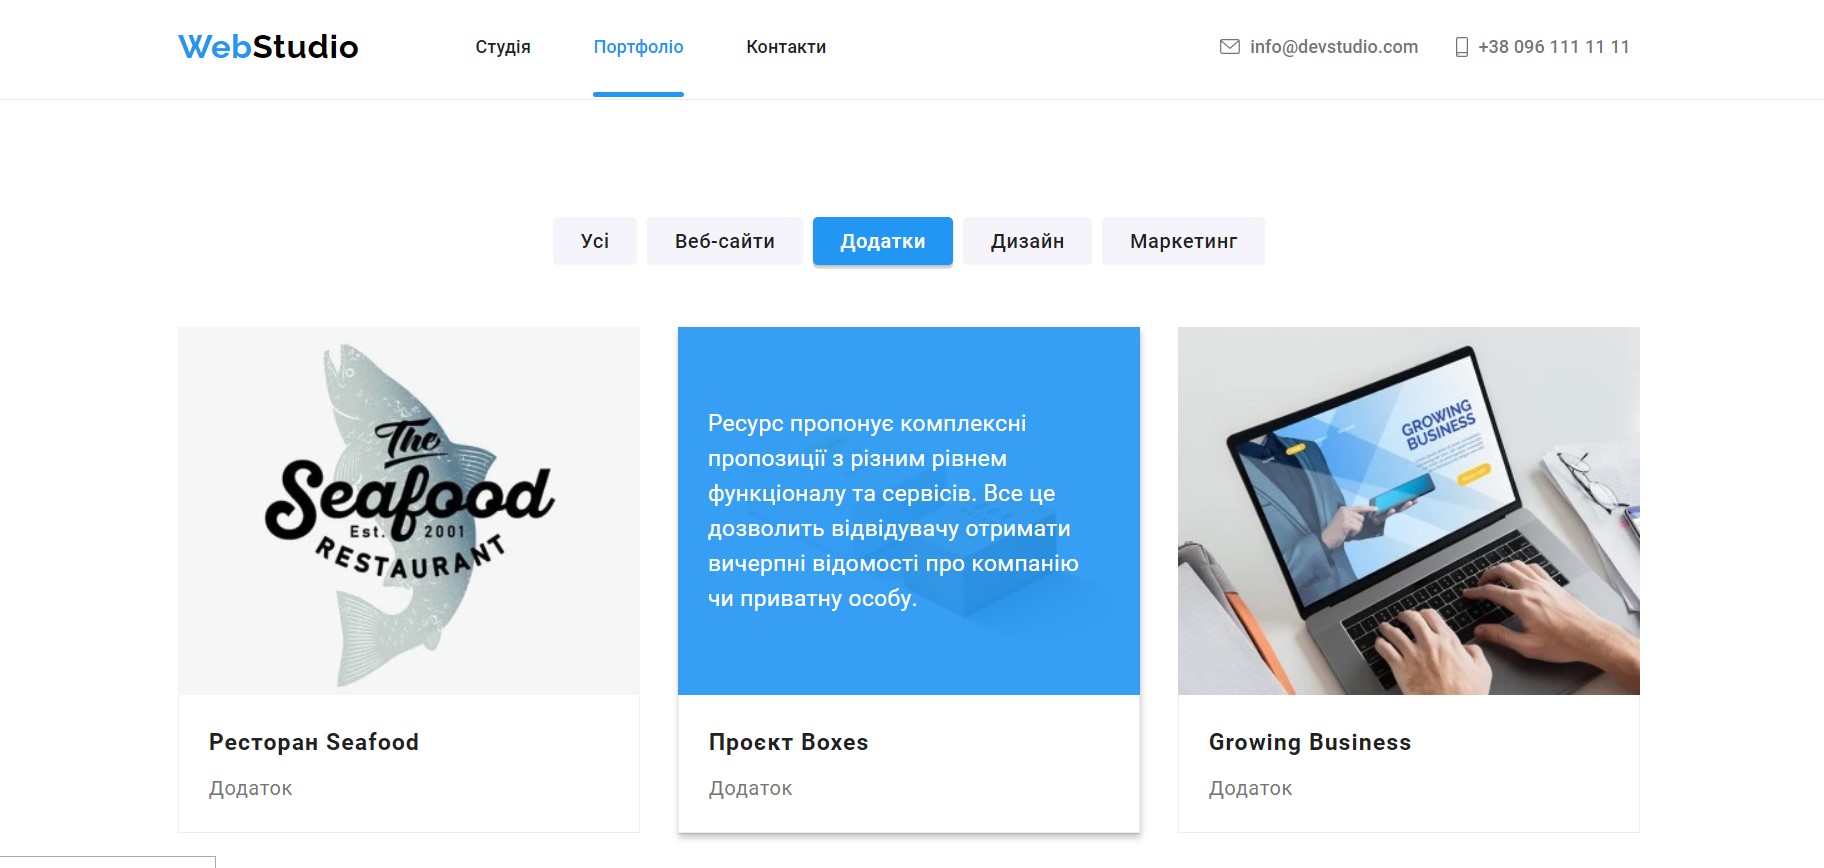 WebStudio
Студія
Портфоліо
Контакти
info@devstudio.com
+38 096 111 11 11
Усі
Веб-сайти
Додатки
Дизайн
Маркетинг
The
Seafood
Est. 2001
RESTAURANT
Ресторан Seafood
Додаток
Ресурс пропонує комплексні
пропозиції з різним рівнем
функціоналу та сервісів. Все це
дозволить відвідувачу отримати
вичерпні відомості про компанію
чи приватну особу.
Проєкт Boxes
Додаток
GROWING
BUSINESS
Growing Business
Додаток